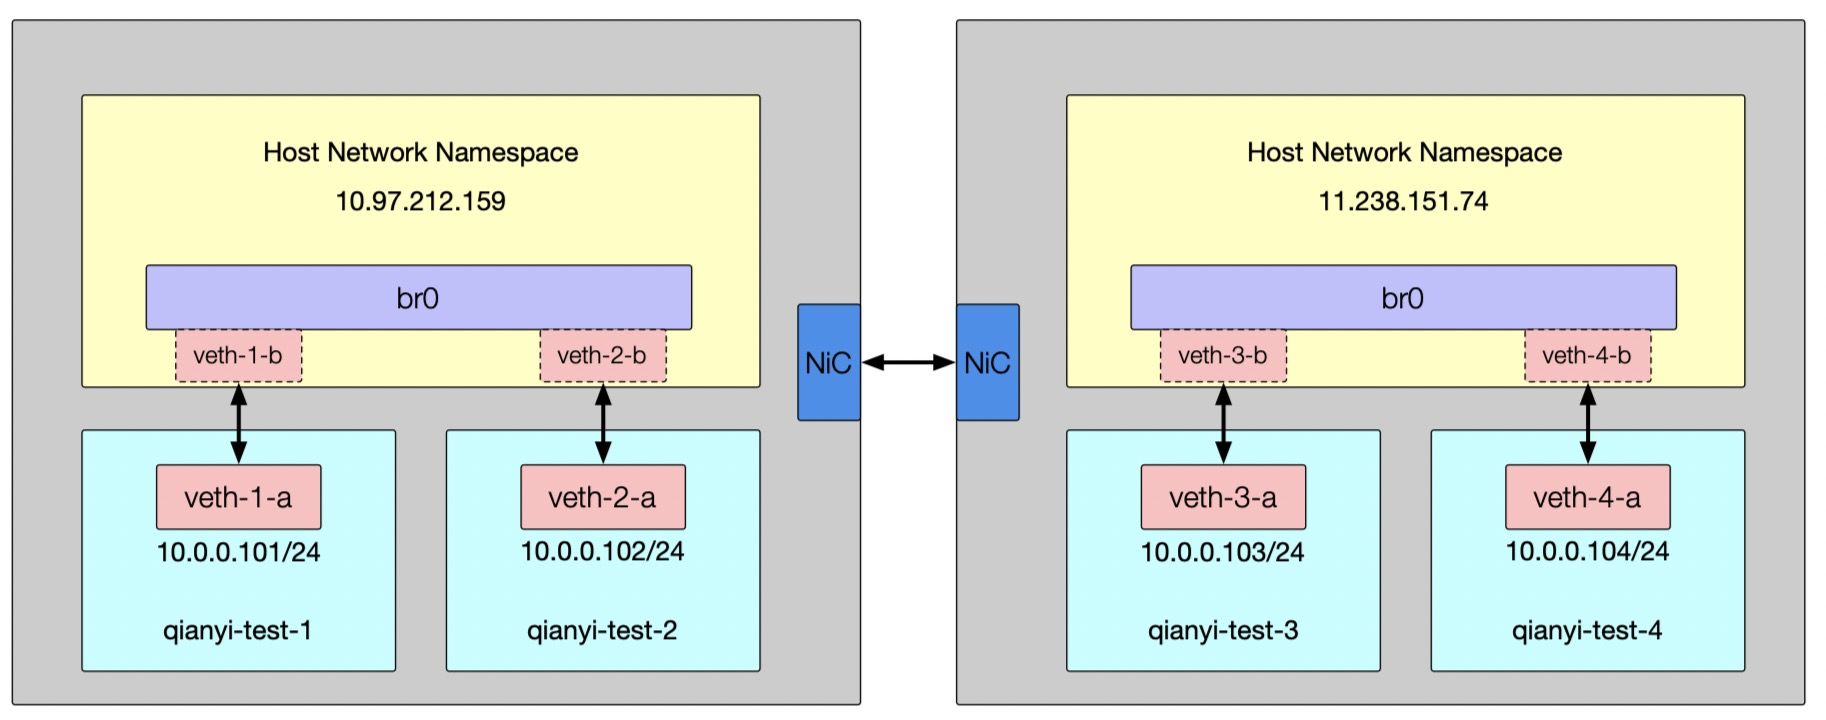 Host Network Namespace
10.97.212.159
br0
veth-1-b
veth-2-b
veth-1-a
10.0.0.101/24
qianyi-test-1
veth-2-a
10.0.0.102/24
qianyi-test-2
NiC
NiC
Host Network Namespace
11.238.151.74
br0
veth-3-b
veth-4-b
veth-3-a
10.0.0.103/24
qianyi-test-3
veth-4-a
10.0.0.104/24
qianyi-test-4